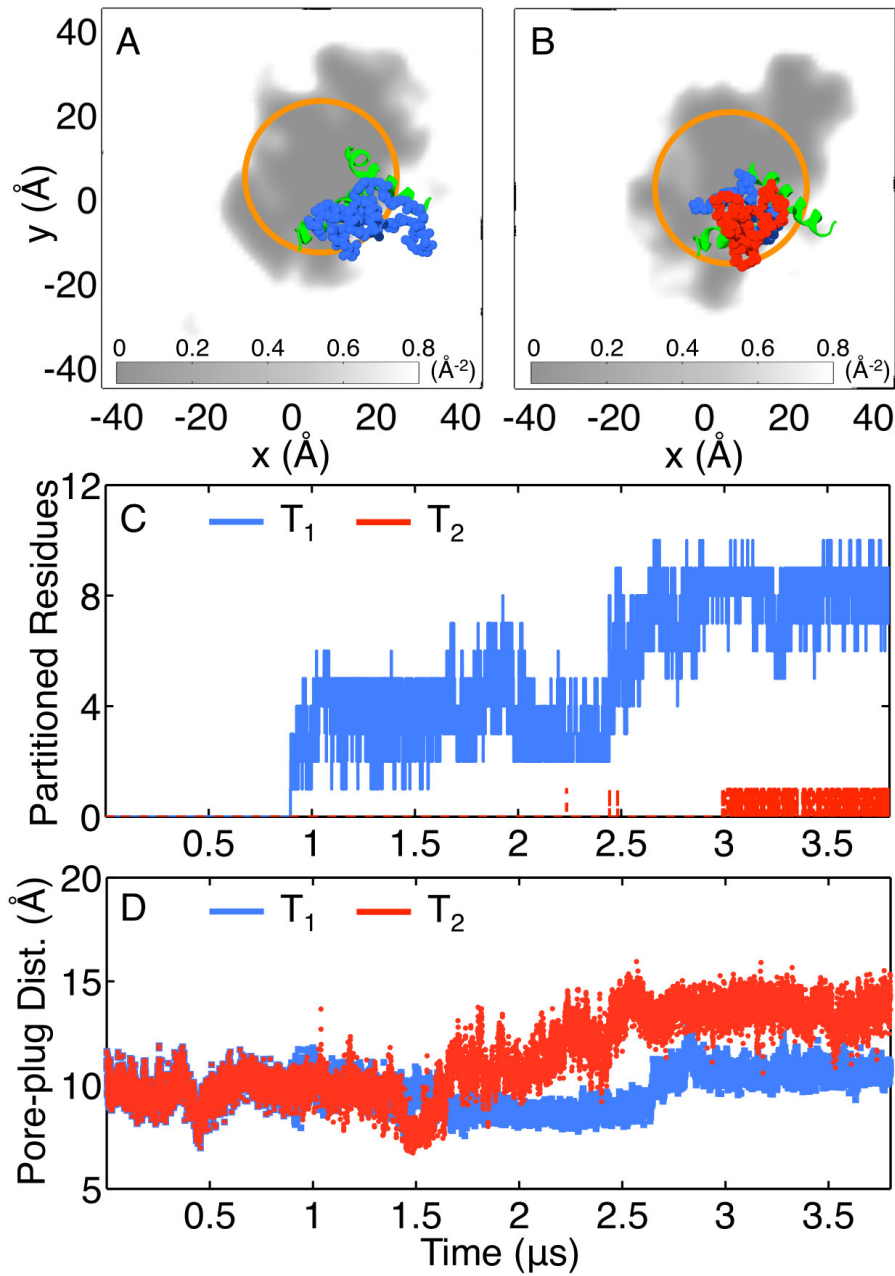 A B
40
20
0
-20
-40
y (Å)
0 0.2 0.4 0.6 0.8 (Å-2)
0 0.2 0.4 0.6 0.8 (Å-2)
-40 -20 0 20 40
-20 0 20 40
x (Å) x (Å)
C T1 T2
12
8
4
0
Partitioned Residues
0.5 1 1.5 2 2.5 3 3.5
D T1 T2
20
15
10
5
Pore-plug Dist. (Å)
0.5 1 1.5 2 2.5 3 3.5
Time (µs)